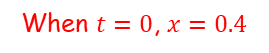 When t = 0, x = 0.4